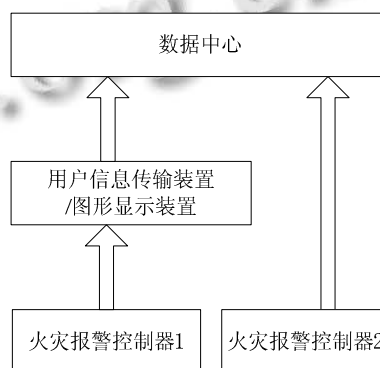 数据中心
用户信息传输装置
/图形显示装置
火灾报警控制器1
火灾报警控制器2